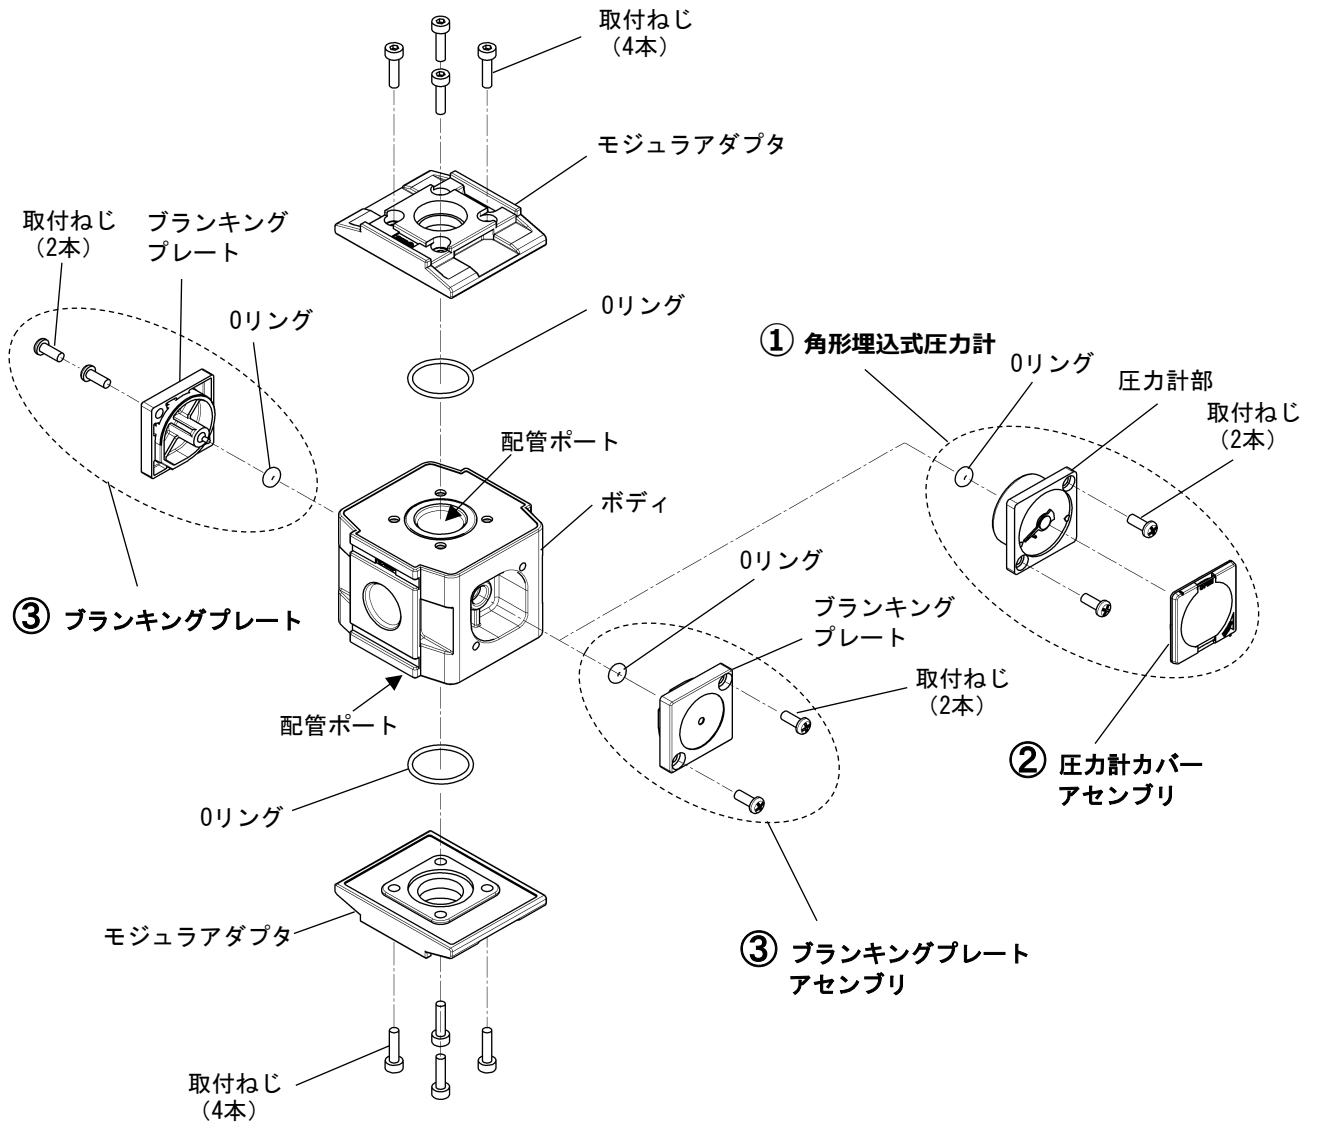 取付ねじ
（4本）
モジュラアダプタ
取付ねじ
（2本）
ブランキング
プレート
Oリング
Oリング
① 角形埋込式圧力計
Oリング
圧力計部
取付ねじ
（2本）
配管ポート
ボディ
Oリング
ブランキング
プレート
③ ブランキングプレート
取付ねじ
（2本）
配管ポート
② 圧力計カバー
アセンブリ
Oリング
モジュラアダプタ
③ ブランキングプレート
アセンブリ
取付ねじ
（4本）